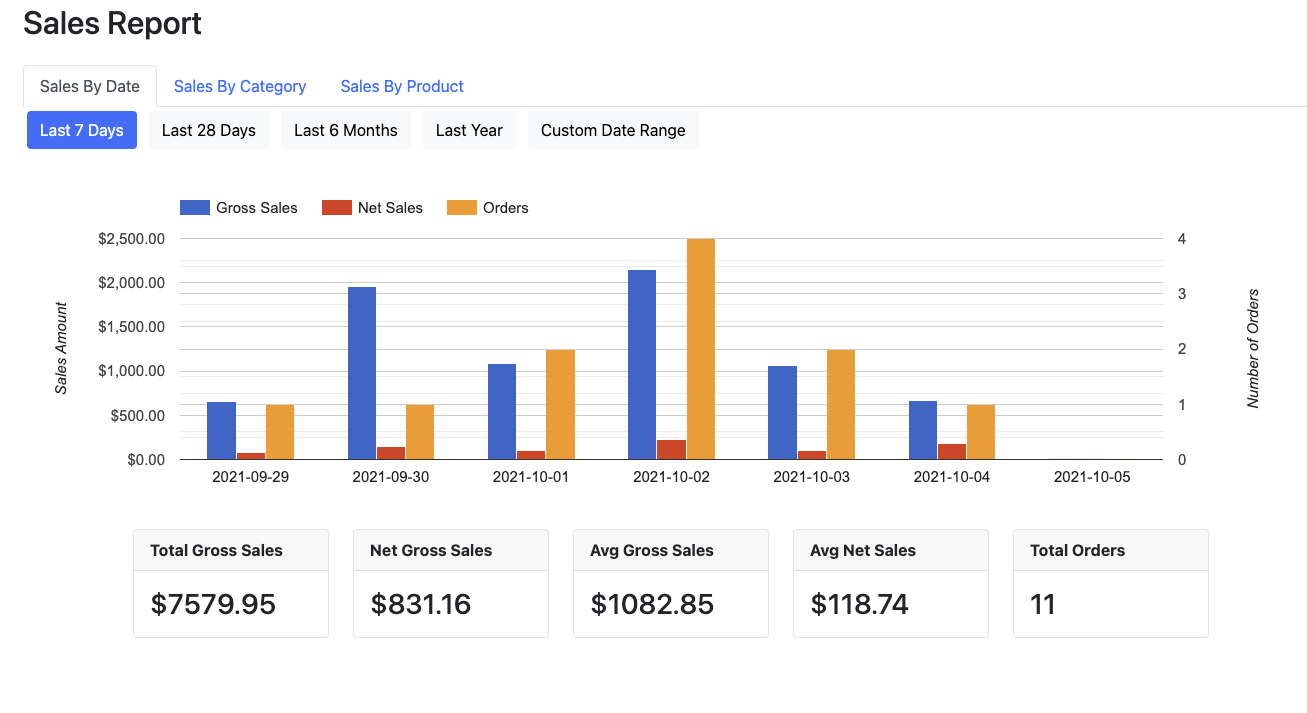 Sales Report
Sales By Date Sales By Category Sales By Product
Last 7 Days Last 28 Days Last 6 Months Last Year Custom Date Range
Gross Sales Net Sales Orders
$2,500.00 4
$2,000.00
3
$1,500.00
2
$1,000.00
1
$500.00
$0.00 0
Sales Amount
Number of Orders
2021-09-29 2021-09-30 2021-10-01 2021-10-02 2021-10-03 2021-10-04 2021-10-05
Total Gross Sales Net Gross Sales Avg Gross Sales Avg Net Sales Total Orders
$7579.95 $831.16 $1082.85 $118.74 11